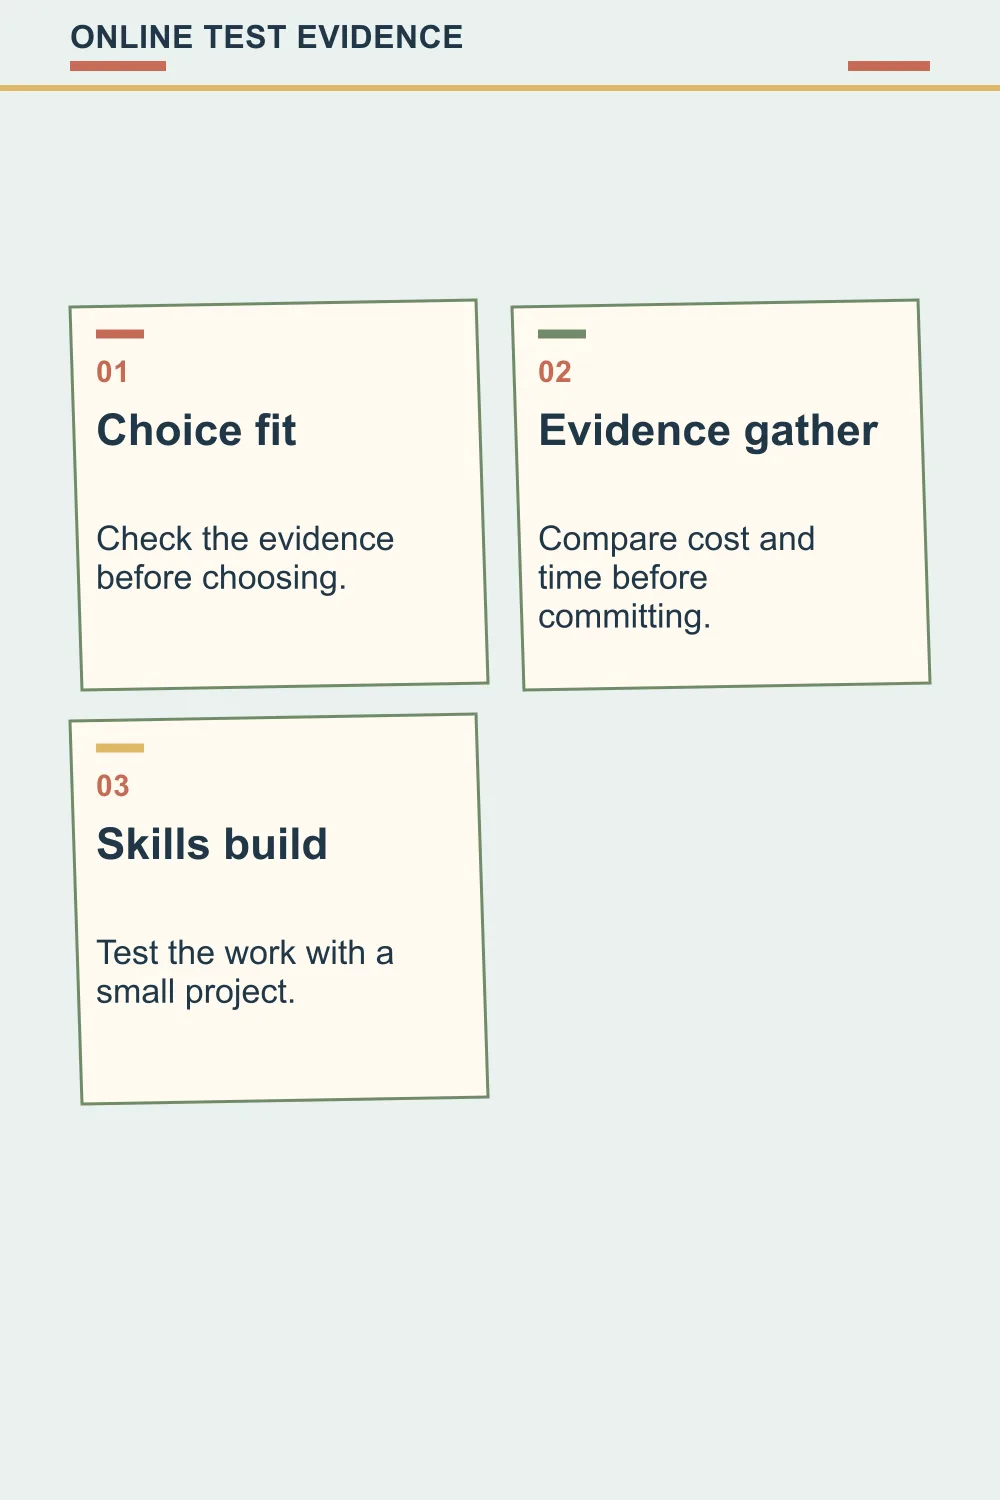 ONLINE TEST EVIDENCE
01
Choice fit
Check the evidence
before choosing.
02
Evidence gather
Compare cost and
time before
committing.
03
Skills build
Test the work with a
small project.